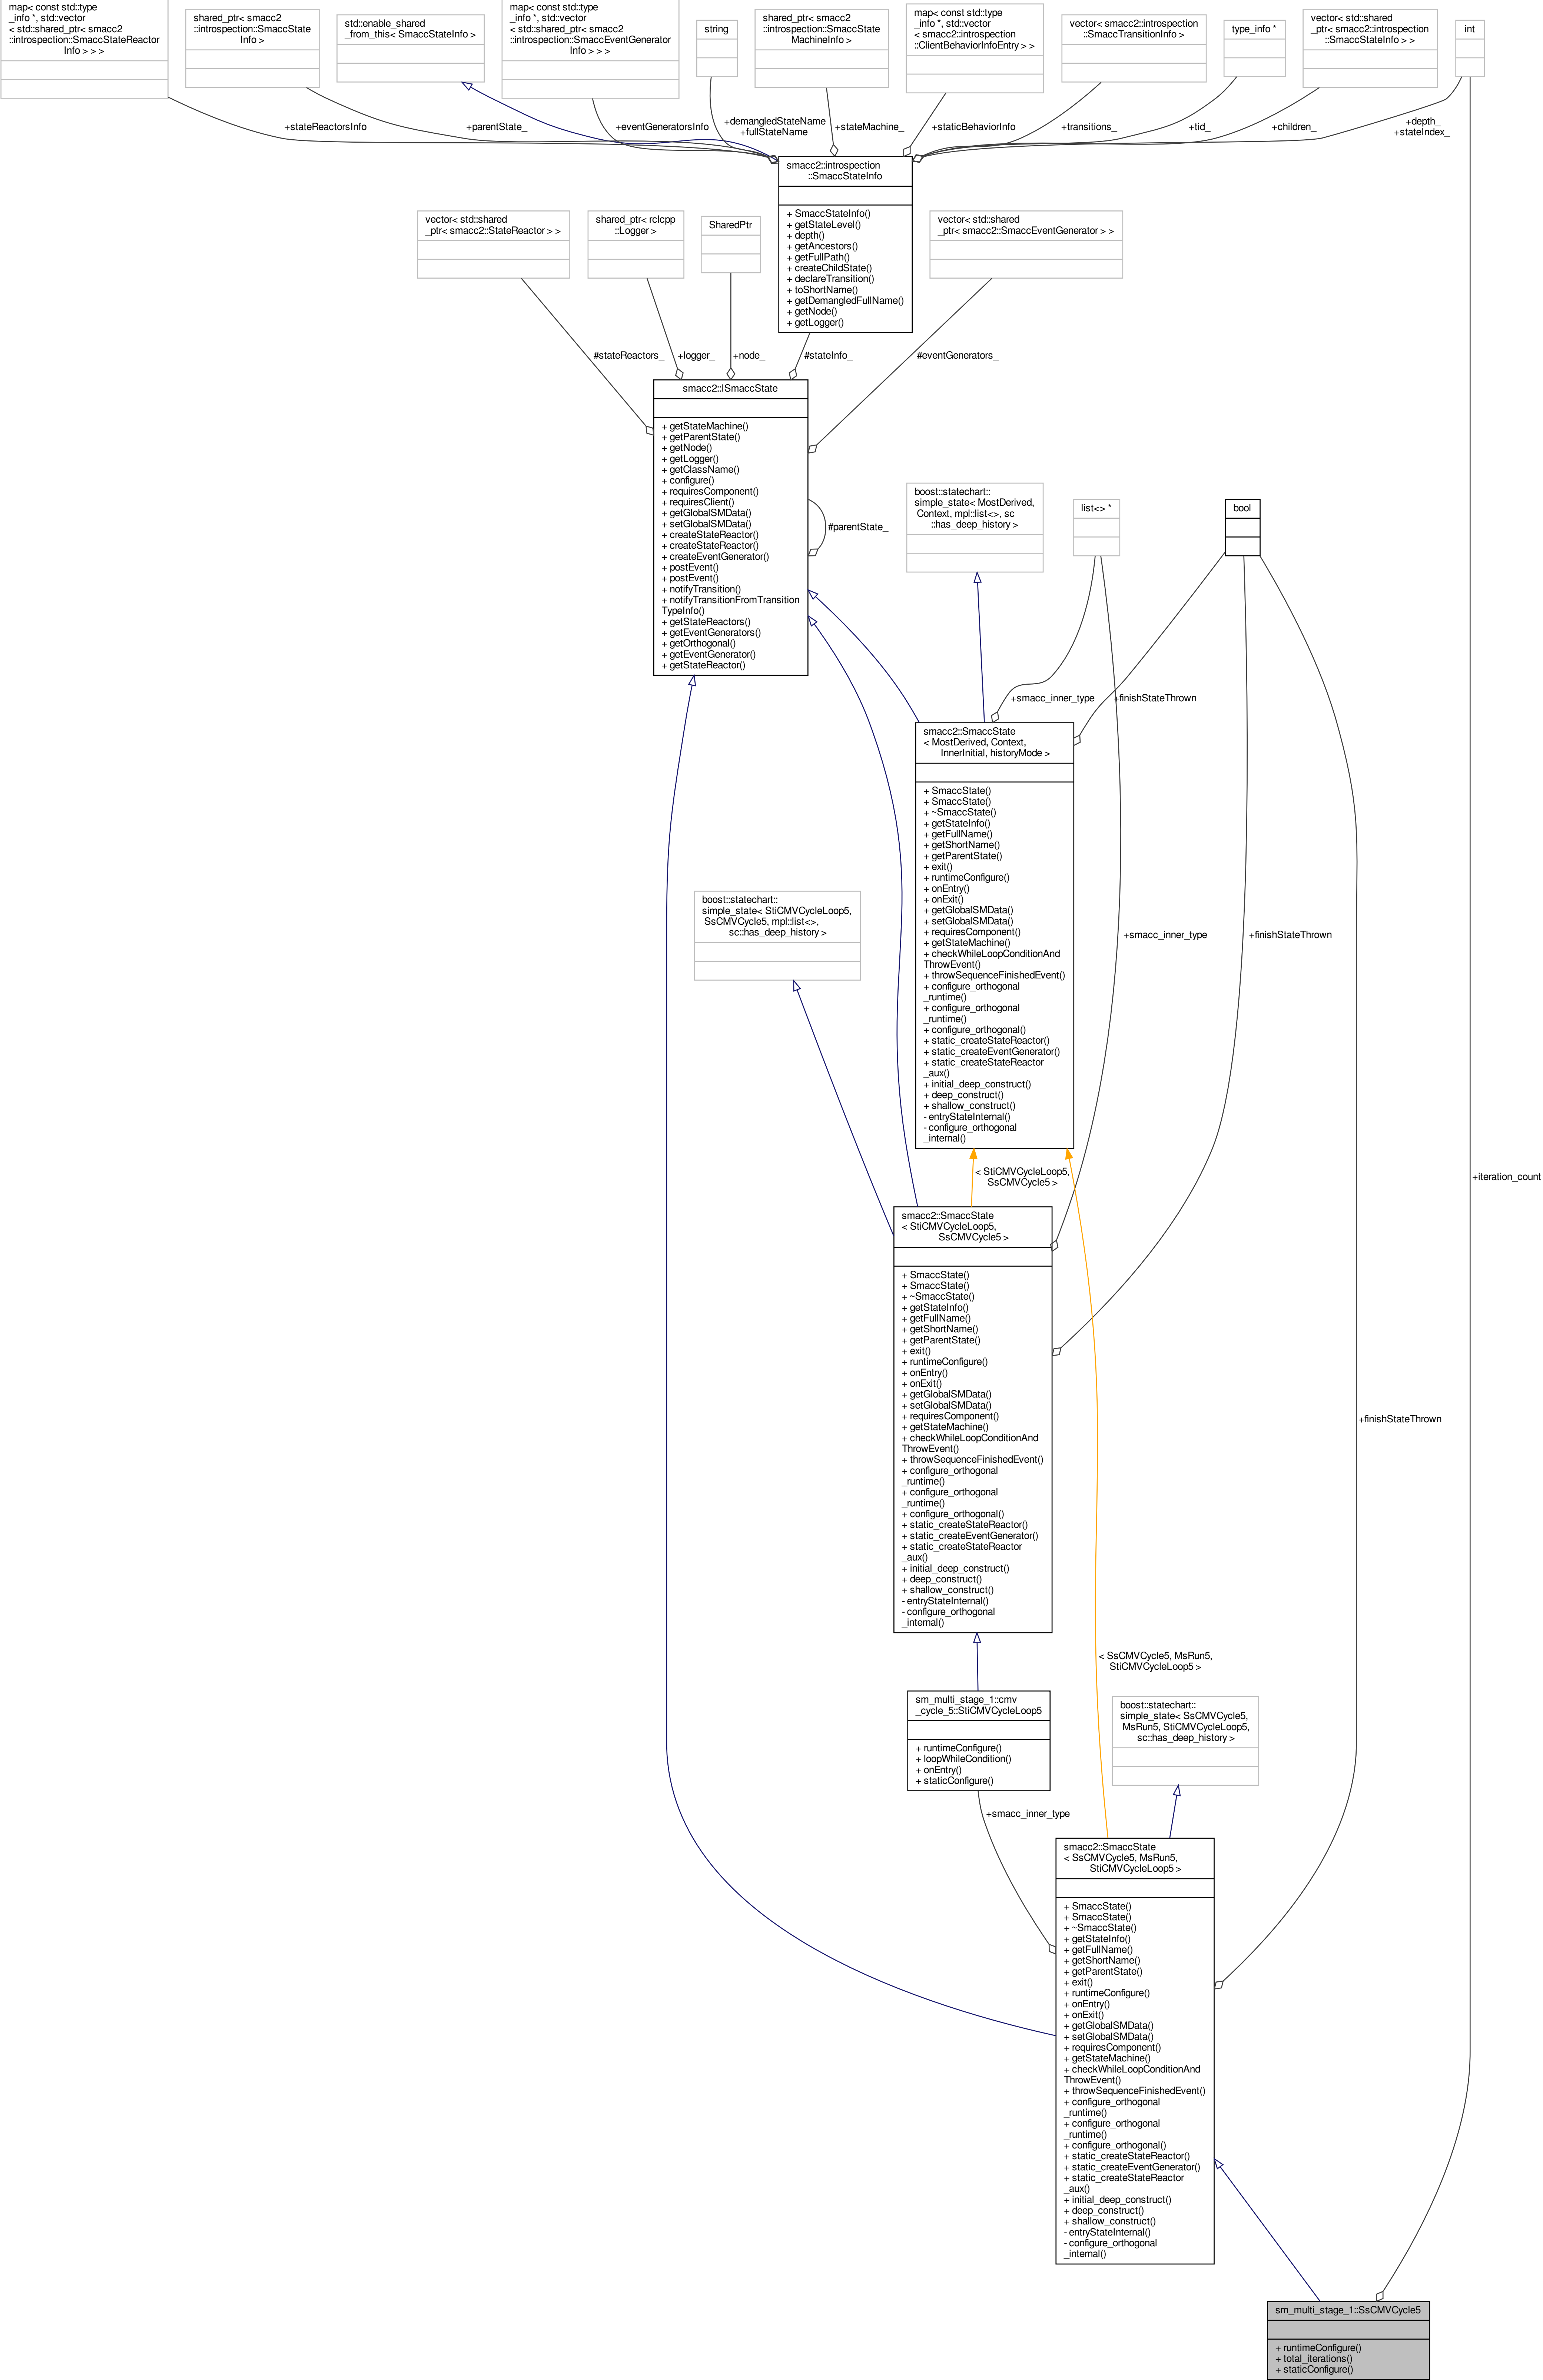 map< const std::type
_info *, std::vector
< std::shared_ptr< smacc2
::introspection::SmaccStateReactor
Info > > >
shared_ptr< smacc2
::introspection::SmaccState
Info >
std::enable_shared
_from_this< SmaccStateInfo >
map< const std::type
_info *, std::vector
< std::shared_ptr< smacc2
::introspection::SmaccEventGenerator
Info > > >
string
shared_ptr< smacc2
::introspection::SmaccState
MachineInfo >
map< const std::type
_info *, std::vector
< smacc2::introspection
::ClientBehaviorInfoEntry > >
vector< smacc2::introspection
::SmaccTransitionInfo >
type_info *
vector< std::shared
_ptr< smacc2::introspection
::SmaccStateInfo > >
int
+stateReactorsInfo
+parentState_
+eventGeneratorsInfo
+demangledStateName
+fullStateName
+stateMachine_
+staticBehaviorInfo
+transitions_
+tid_
+children_
+depth_
+stateIndex_
smacc2::introspection
::SmaccStateInfo
+ SmaccStateInfo()
+ getStateLevel()
+ depth()
+ getAncestors()
+ getFullPath()
+ createChildState()
+ declareTransition()
+ toShortName()
+ getDemangledFullName()
+ getNode()
+ getLogger()
vector< std::shared
_ptr< smacc2::StateReactor > >
shared_ptr< rclcpp
::Logger >
SharedPtr
vector< std::shared
_ptr< smacc2::SmaccEventGenerator > >
#stateReactors_
+logger_
+node_
#stateInfo_
#eventGenerators_
smacc2::ISmaccState
+ getStateMachine()
+ getParentState()
+ getNode()
+ getLogger()
+ getClassName()
+ configure()
+ requiresComponent()
+ requiresClient()
+ getGlobalSMData()
+ setGlobalSMData()
+ createStateReactor()
+ createStateReactor()
+ createEventGenerator()
+ postEvent()
+ postEvent()
+ notifyTransition()
+ notifyTransitionFromTransition
TypeInfo()
+ getStateReactors()
+ getEventGenerators()
+ getOrthogonal()
+ getEventGenerator()
+ getStateReactor()
#parentState_
boost::statechart::
simple_state< MostDerived,
Context, mpl::list<>, sc
::has_deep_history >
list<> *
bool
+smacc_inner_type
+finishStateThrown
smacc2::SmaccState
< MostDerived, Context,
InnerInitial, historyMode >
+ SmaccState()
+ SmaccState()
+ ~SmaccState()
+ getStateInfo()
+ getFullName()
+ getShortName()
+ getParentState()
+ exit()
+ runtimeConfigure()
+ onEntry()
+ onExit()
+ getGlobalSMData()
+ setGlobalSMData()
+ requiresComponent()
+ getStateMachine()
+ checkWhileLoopConditionAnd
ThrowEvent()
+ throwSequenceFinishedEvent()
+ configure_orthogonal
_runtime()
+ configure_orthogonal
_runtime()
+ configure_orthogonal()
+ static_createStateReactor()
+ static_createEventGenerator()
+ static_createStateReactor
_aux()
+ initial_deep_construct()
+ deep_construct()
+ shallow_construct()
- entryStateInternal()
- configure_orthogonal
_internal()
boost::statechart::
simple_state< StiCMVCycleLoop5,
SsCMVCycle5, mpl::list<>,
sc::has_deep_history >
+smacc_inner_type
+finishStateThrown
< StiCMVCycleLoop5,
SsCMVCycle5 >
+iteration_count
smacc2::SmaccState
< StiCMVCycleLoop5,
SsCMVCycle5 >
+ SmaccState()
+ SmaccState()
+ ~SmaccState()
+ getStateInfo()
+ getFullName()
+ getShortName()
+ getParentState()
+ exit()
+ runtimeConfigure()
+ onEntry()
+ onExit()
+ getGlobalSMData()
+ setGlobalSMData()
+ requiresComponent()
+ getStateMachine()
+ checkWhileLoopConditionAnd
ThrowEvent()
+ throwSequenceFinishedEvent()
+ configure_orthogonal
_runtime()
+ configure_orthogonal
_runtime()
+ configure_orthogonal()
+ static_createStateReactor()
+ static_createEventGenerator()
+ static_createStateReactor
_aux()
+ initial_deep_construct()
+ deep_construct()
+ shallow_construct()
- entryStateInternal()
- configure_orthogonal
_internal()
+finishStateThrown
< SsCMVCycle5, MsRun5,
StiCMVCycleLoop5 >
sm_multi_stage_1::cmv
_cycle_5::StiCMVCycleLoop5
+ runtimeConfigure()
+ loopWhileCondition()
+ onEntry()
+ staticConfigure()
boost::statechart::
simple_state< SsCMVCycle5,
MsRun5, StiCMVCycleLoop5,
sc::has_deep_history >
+smacc_inner_type
smacc2::SmaccState
< SsCMVCycle5, MsRun5,
StiCMVCycleLoop5 >
+ SmaccState()
+ SmaccState()
+ ~SmaccState()
+ getStateInfo()
+ getFullName()
+ getShortName()
+ getParentState()
+ exit()
+ runtimeConfigure()
+ onEntry()
+ onExit()
+ getGlobalSMData()
+ setGlobalSMData()
+ requiresComponent()
+ getStateMachine()
+ checkWhileLoopConditionAnd
ThrowEvent()
+ throwSequenceFinishedEvent()
+ configure_orthogonal
_runtime()
+ configure_orthogonal
_runtime()
+ configure_orthogonal()
+ static_createStateReactor()
+ static_createEventGenerator()
+ static_createStateReactor
_aux()
+ initial_deep_construct()
+ deep_construct()
+ shallow_construct()
- entryStateInternal()
- configure_orthogonal
_internal()
sm_multi_stage_1::SsCMVCycle5
+ runtimeConfigure()
+ total_iterations()
+ staticConfigure()